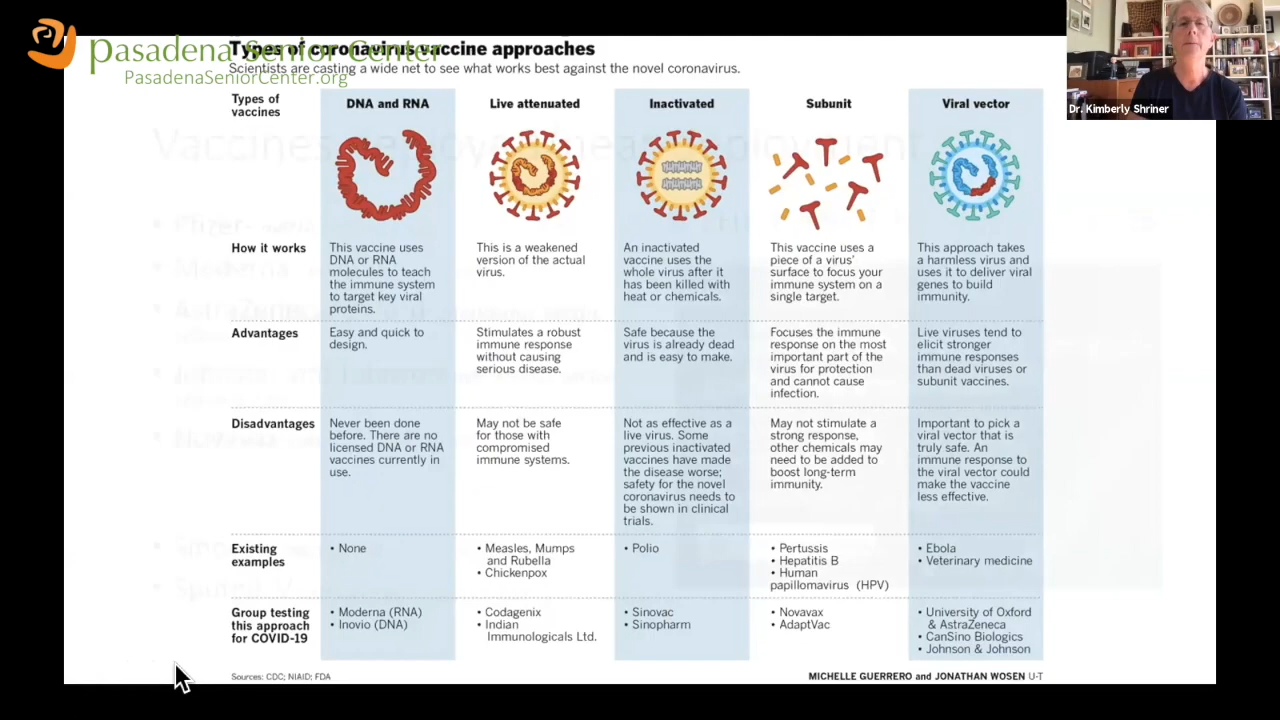 Pasadena Senior Center
PasadenaSeniorCenter.org
Types of coronavirus vaccine approaches
Scientists are casting a wide net to see what works best against the novel coronavirus.
Dr. Kimberly Shriner
Types of
vaccines
DNA and RNA
Live attenuated
Inactivated
Subunit
Viral vector
How it works
This vaccine uses
DNA or RNA
molecules to teach
the immune system
to target key viral
proteins.
This is a weakened
version of the actual
virus.
An inactivated
vaccine uses the
whole virus after it
has been killed with
heat or chemicals.
This vaccine uses a
piece of a virus’
surface to focus your
immune system on a
single target.
This approach takes
a harmless virus and
uses it to deliver viral
genes to build
immunity.
Advantages
Easy and quick to
design.
Stimulates a robust
immune response
without causing
serious disease.
Safe because the
virus is already dead
and is easy to make.
Focuses the immune
response on the most
important part of the
virus for protection
and cannot cause
infection.
Live viruses tend to
elicit stronger
immune responses
than dead viruses or
subunit vaccines.
Disadvantages
Never been done
before. There are no
licensed DNA or RNA
vaccines currently in
use.
May not be safe
for those with
compromised
immune systems.
Not as effective as a
live virus. Some
previous inactivated
vaccines have made
the disease worse;
safety for the novel
coronavirus needs to
be shown in clinical
trials.
May not stimulate a
strong response,
other chemicals may
need to be added to
boost long-term
immunity.
Important to pick a
viral vector that is
truly safe. An
immune response to
the viral vector could
make the vaccine
less effective.
Existing
examples
• None
• Measles, Mumps
and Rubella
• Chickenpox
• Polio
• Pertussis
• Hepatitis B
• Human
papillomavirus (HPV)
• Ebola
• Veterinary medicine
Group testing
this approach
for COVID-19
• Moderna (RNA)
• Inovio (DNA)
• Codagenix
• Indian
Immunologicals Ltd.
• Sinovac
• Sinopharm
• Novavax
• AdaptVac
• University of Oxford
& AstraZeneca
• CanSino Biologics
• Johnson & Johnson
Sources: CDC; NIAID; FDA
MICHELLE GUERRERO and JONATHAN WOSEN U-T